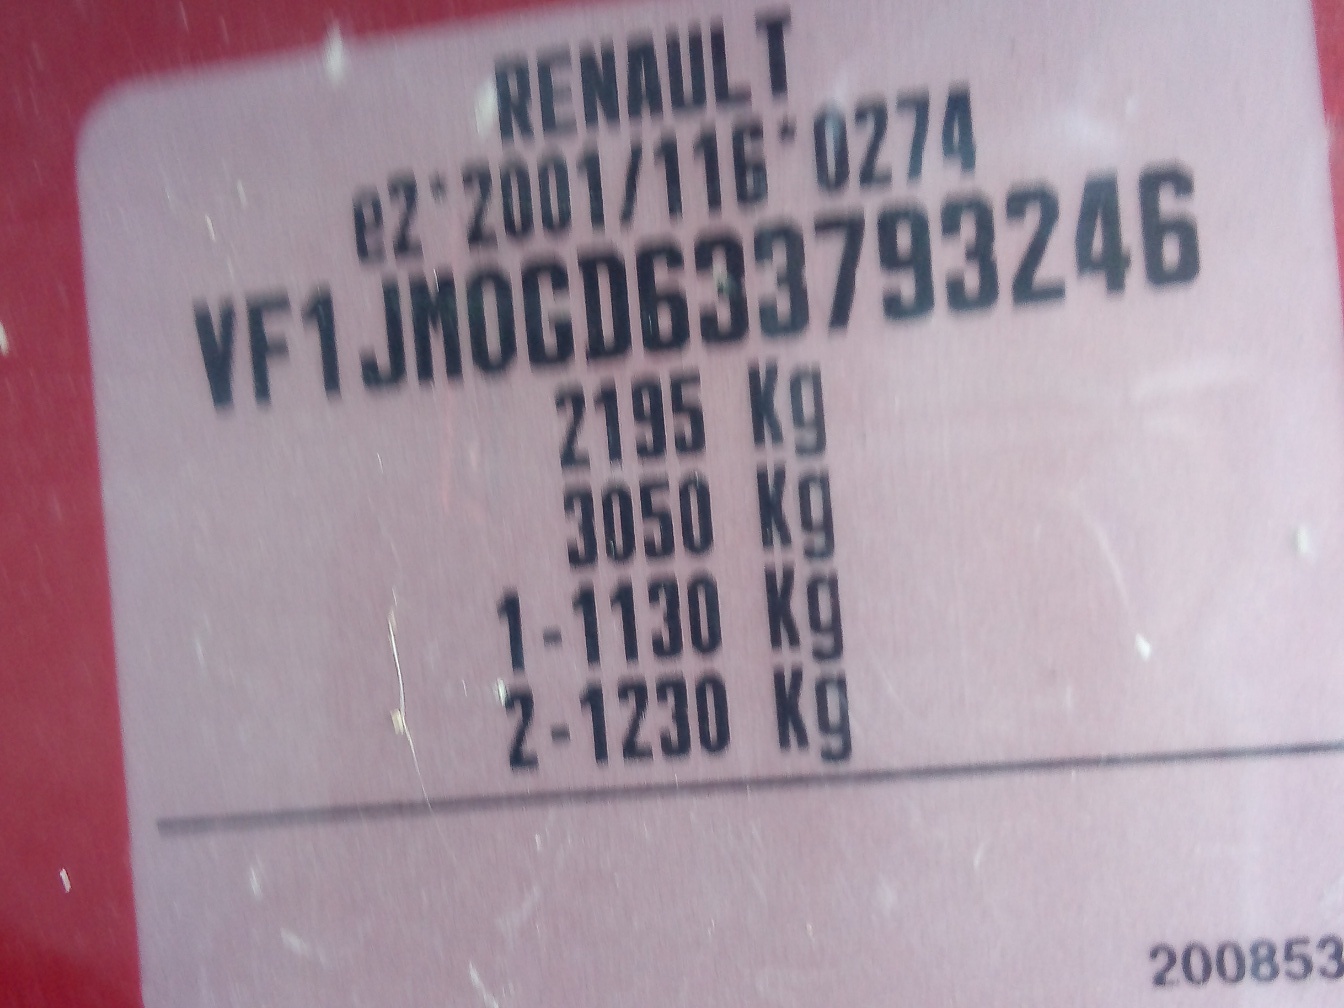 RENAULT
e2*2001/116*0274
VF1JM0GD633793246
2195 Kg
3050 Kg
1-1130 Kg
2-1230 Kg
200853